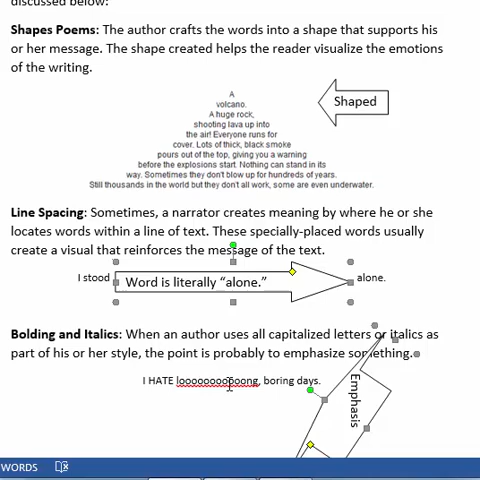 discussed below:
Shapes Poems: The author crafts the words into a shape that supports his
or her message. The shape created helps the reader visualize the emotions
of the writing.
A
volcano.
A huge rock,
shooting lava up into
the air! Everyone runs for
cover. Lots of thick, black smoke
pours out of the top, giving you a warning
before the explosions start. Nothing can stand in its
way. Sometimes they don't blow up for hundreds of years.
Still thousands in the world but they don't all work, some are even underwater.
Shaped
Line Spacing: Sometimes, a narrator creates meaning by where he or she
locates words within a line of text. These specially-placed words usually
create a visual that reinforces the message of the text.
I stood
Word is literally “alone.”
alone.
Bolding and Italics: When an author uses all capitalized letters or italics as
part of his or her style, the point is probably to emphasize something.
I HATE looooooooooong, boring days.
Emphasis
WORDS